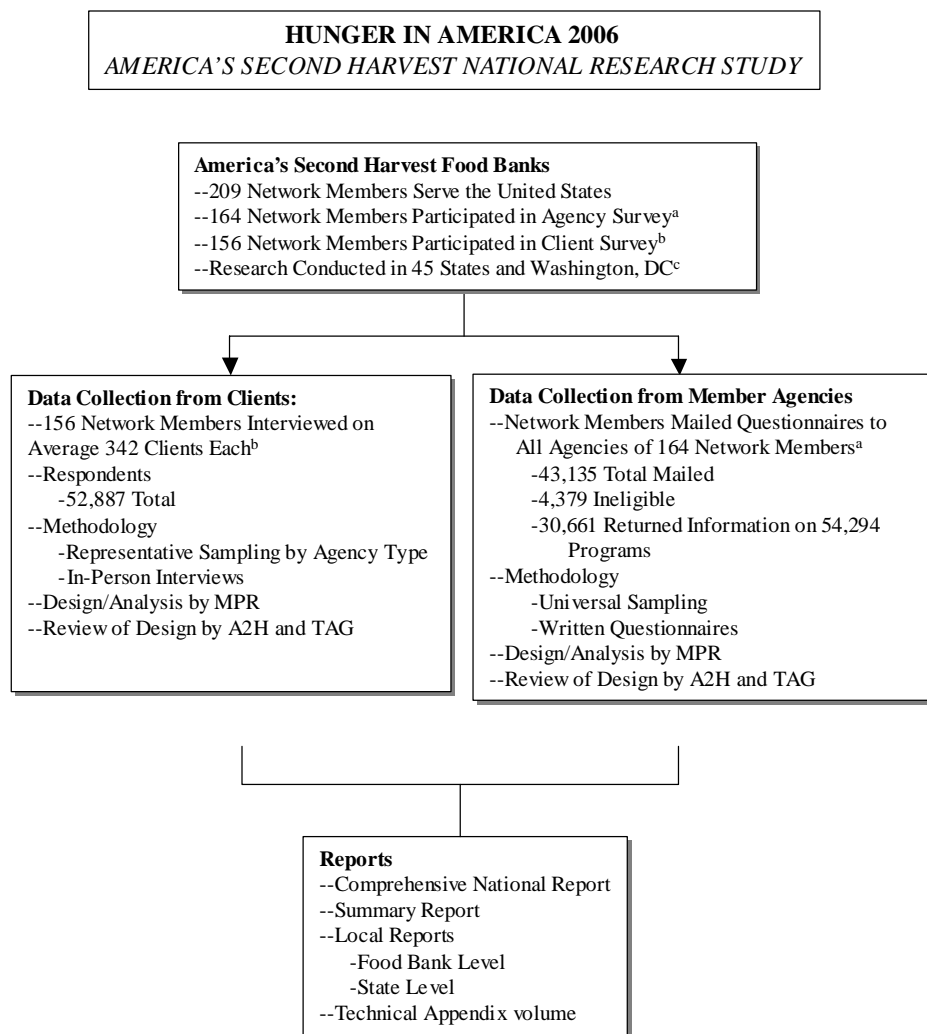 HUNGER IN AMERICA 2006
AMERICA'S SECOND HARVEST NATIONAL RESEARCH STUDY
America's Second Harvest Food Banks
--209 Network Members Serve the United States
--164 Network Members Participated in Agency Surveyᵃ
--156 Network Members Participated in Client Surveyᵇ
--Research Conducted in 45 States and Washington, DCᶜ
Data Collection from Clients:
--156 Network Members Interviewed on
Average 342 Clients Eachᵇ
--Respondents
-52,887 Total
--Methodology
-Representative Sampling by Agency Type
-In-Person Interviews
--Design/Analysis by MPR
--Review of Design by A2H and TAG
Data Collection from Member Agencies
--Network Members Mailed Questionnaires to
All Agencies of 164 Network Membersᵃ
-43,135 Total Mailed
-4,379 Ineligible
-30,661 Returned Information on 54,294
Programs
--Methodology
-Universal Sampling
-Written Questionnaires
--Design/Analysis by MPR
--Review of Design by A2H and TAG
Reports
--Comprehensive National Report
--Summary Report
--Local Reports
-Food Bank Level
-State Level
--Technical Appendix volume